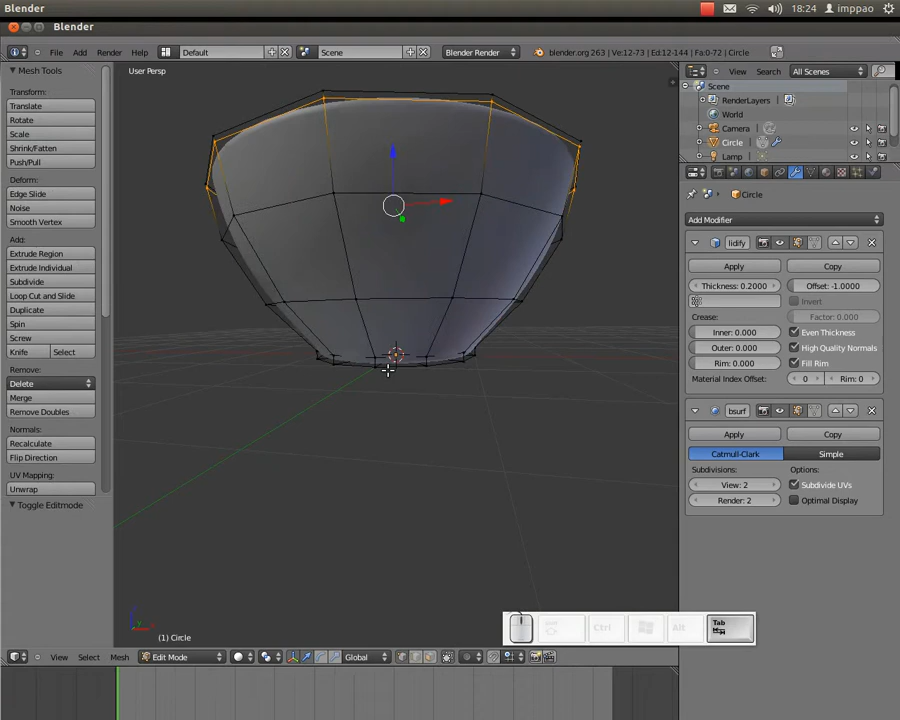 Blender
18:24 imppao
Blender
File Add Render Help Default Scene Blender Render blender.org 263 | Ve:12-73 | Ed:12-144 | Fa:0-72 | Circle
Mesh Tools
Transform:
Translate
Rotate
Scale
Shrink/Fatten
Push/Pull
Deform:
Edge Slide
Noise
Smooth Vertex
Add:
Extrude Region
Extrude Individual
Subdivide
Loop Cut and Slide
Duplicate
Spin
Screw
Knife Select
Remove:
Delete
Merge
Remove Doubles
Normals:
Recalculate
Flip Direction
UV Mapping:
Unwrap
Toggle Editmode
User Persp
(1) Circle
Ctrl Alt Tab
View Select Mesh Edit Mode Global
View Search All Scenes
Scene
RenderLayers
World
Camera
Circle
Lamp
Circle
Add Modifier
lidify
Apply Copy
Thickness: 0.2000 Offset: -1.0000
Invert
Crease: Factor: 0.000
Inner: 0.000 Even Thickness
Outer: 0.000 High Quality Normals
Rim: 0.000 Fill Rim
Material Index Offset: 0 Rim: 0
bsurf
Apply Copy
Catmull-Clark Simple
Subdivisions: Options:
View: 2 Subdivide UVs
Render: 2 Optimal Display